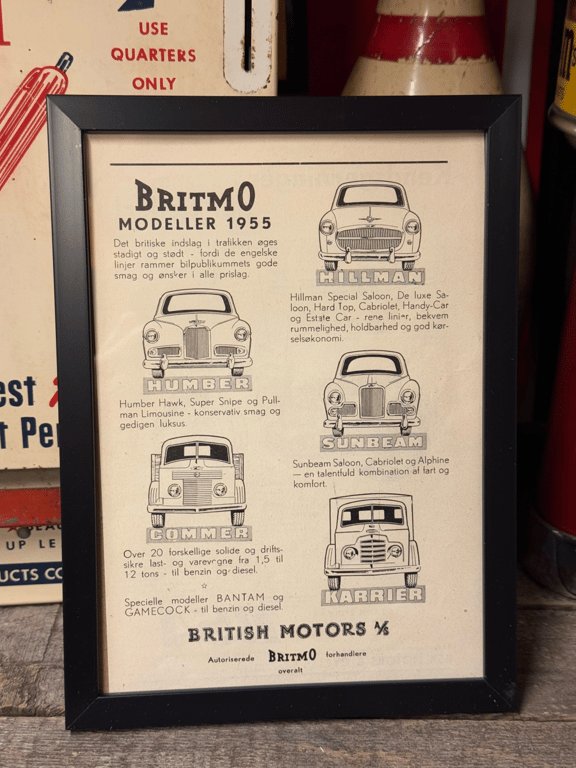 USE
QUARTERS
ONLY
BRITMO
MODELLER 1955
Det britiske indslag i trafikken øges
stadigt og stødt - fordi de engelske
linjer rammer bilpublikummets gode
smag og ønsker i alle prislag.
HILLMAN
Hillman Special Saloon, De luxe Sa-
loon, Hard Top, Cabriolet, Handy-Car
og Estate Car - rene linier, bekvem
rummelighed, holdbarhed og god kør-
selsøkonomi.
HUMBER
Humber Hawk, Super Snipe og Pull-
man Limousine - konservativ smag og
gedigen luksus.
SUNBEAM
Sunbeam Saloon, Cabriolet og Alphine
— en talentfuld kombination af fart og
komfort.
COMMER
Over 20 forskellige solide og drifts-
sikre last- og varevogne fra 1,5 til
12 tons - til benzin og diesel.
☆
Specielle modeller BANTAM og
GAMECOCK - til benzin og diesel.
KARRIER
BRITISH MOTORS A/S
Autoriserede BRITMO forhandlere
overalt
est
t Pe
UP LE
UCTS CO